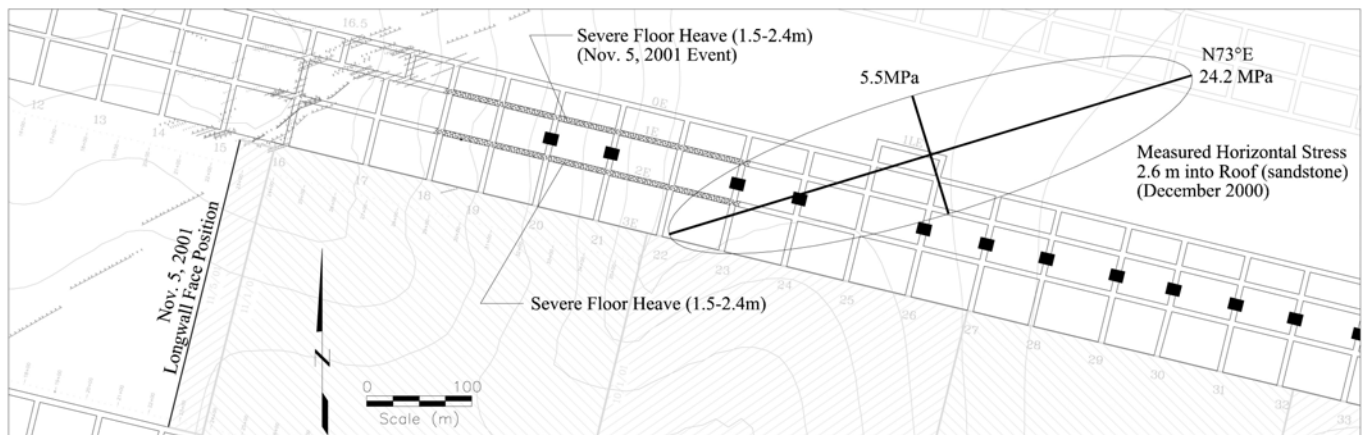 16.5
Severe Floor Heave (1.5-2.4m)
(Nov. 5, 2001 Event)
N73°E
24.2 MPa
5.5MPa
0E
1E
1LE
Measured Horizontal Stress
2.6 m into Roof (sandstone)
(December 2000)
2E
3E
12
13
14
15
16
17
18
19
20
21
22
23
24
25
27
28
29
30
31
32
33
Nov. 5, 2001
Longwall Face Position
Severe Floor Heave (1.5-2.4m)
0 100
Scale (m)